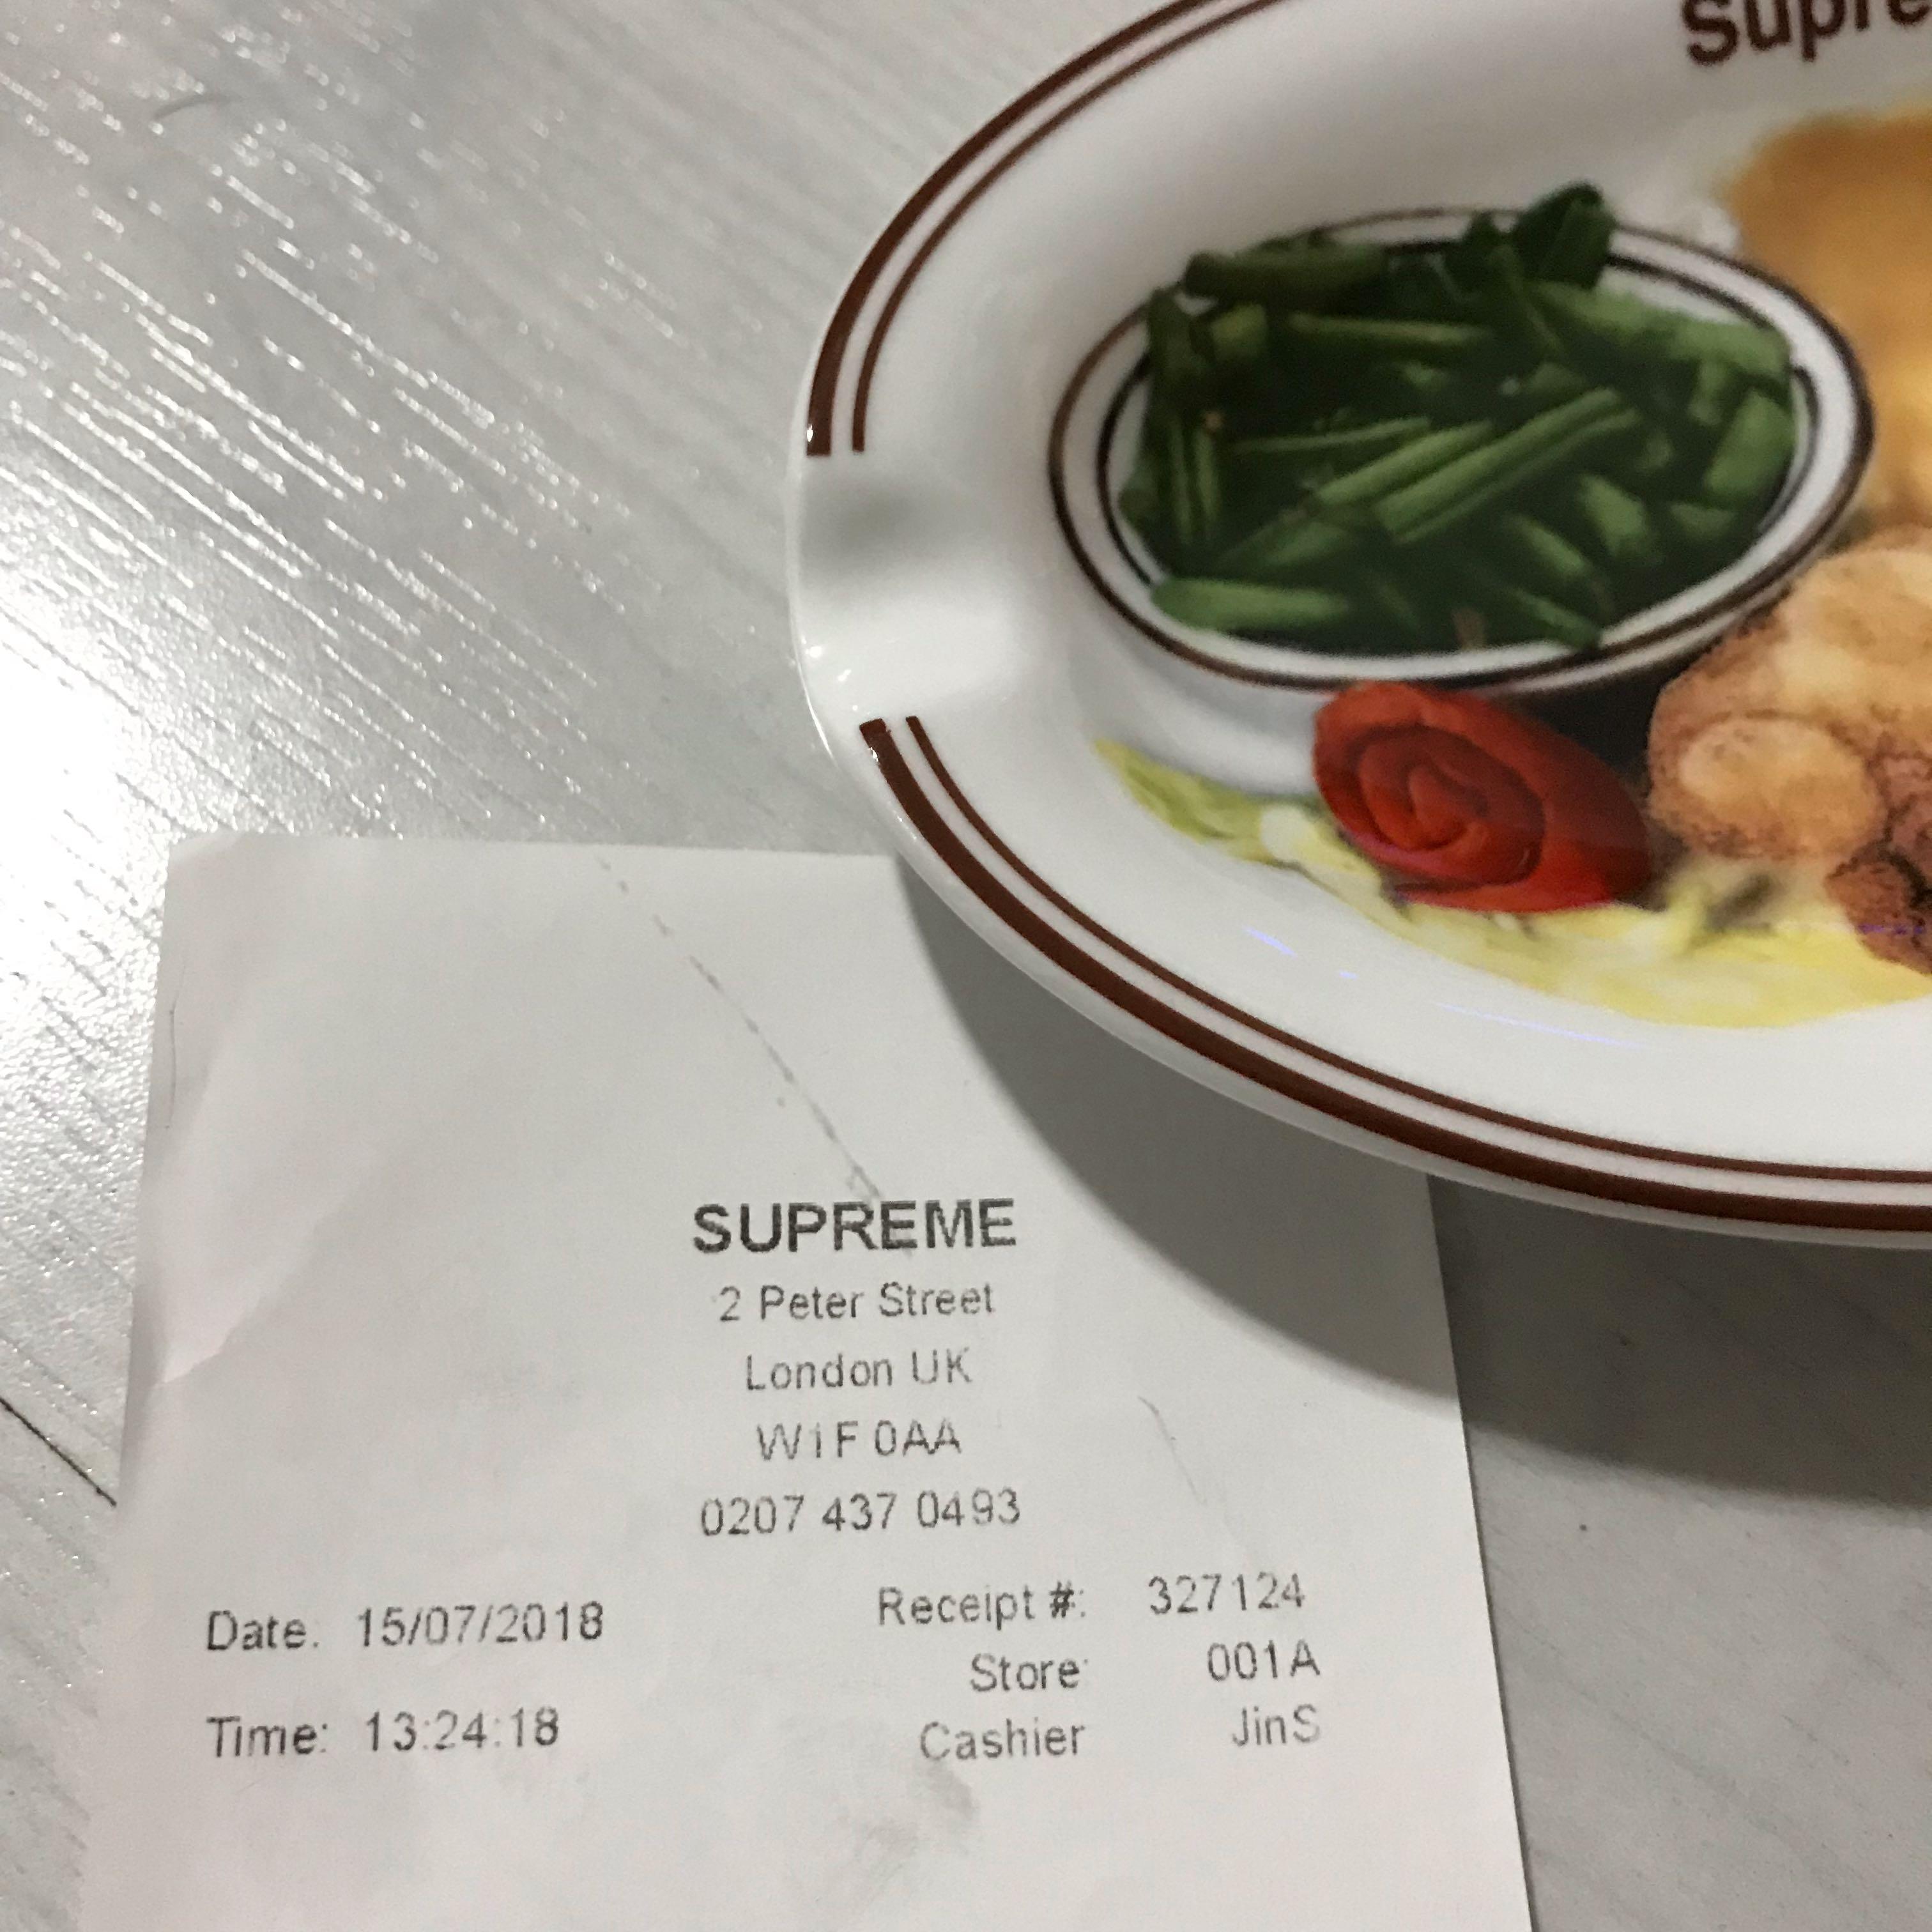 Supre
SUPREME
2 Peter Street
London UK
W1F 0AA
0207 437 0493
Date: 15/07/2018
Receipt #: 327124
Store: 001A
Time: 13:24:18
Cashier JinS